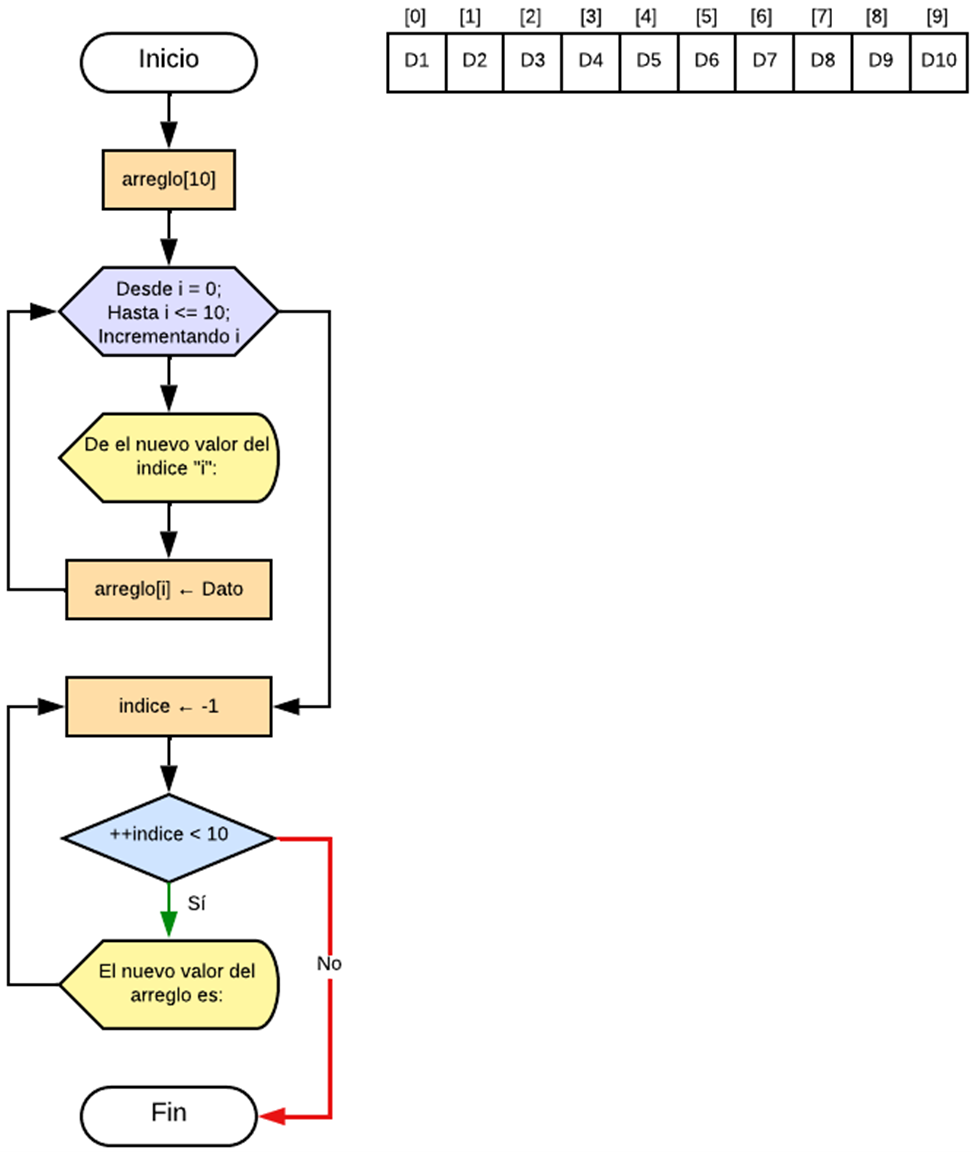 [0] [1] [2] [3] [4] [5] [6] [7] [8] [9]
D1 D2 D3 D4 D5 D6 D7 D8 D9 D10
Inicio
arreglo[10]
Desde i = 0;
Hasta i <= 10;
Incrementando i
De el nuevo valor del
indice "i":
arreglo[i] ← Dato
indice ← -1
++indice < 10
Sí
No
El nuevo valor del
arreglo es:
Fin